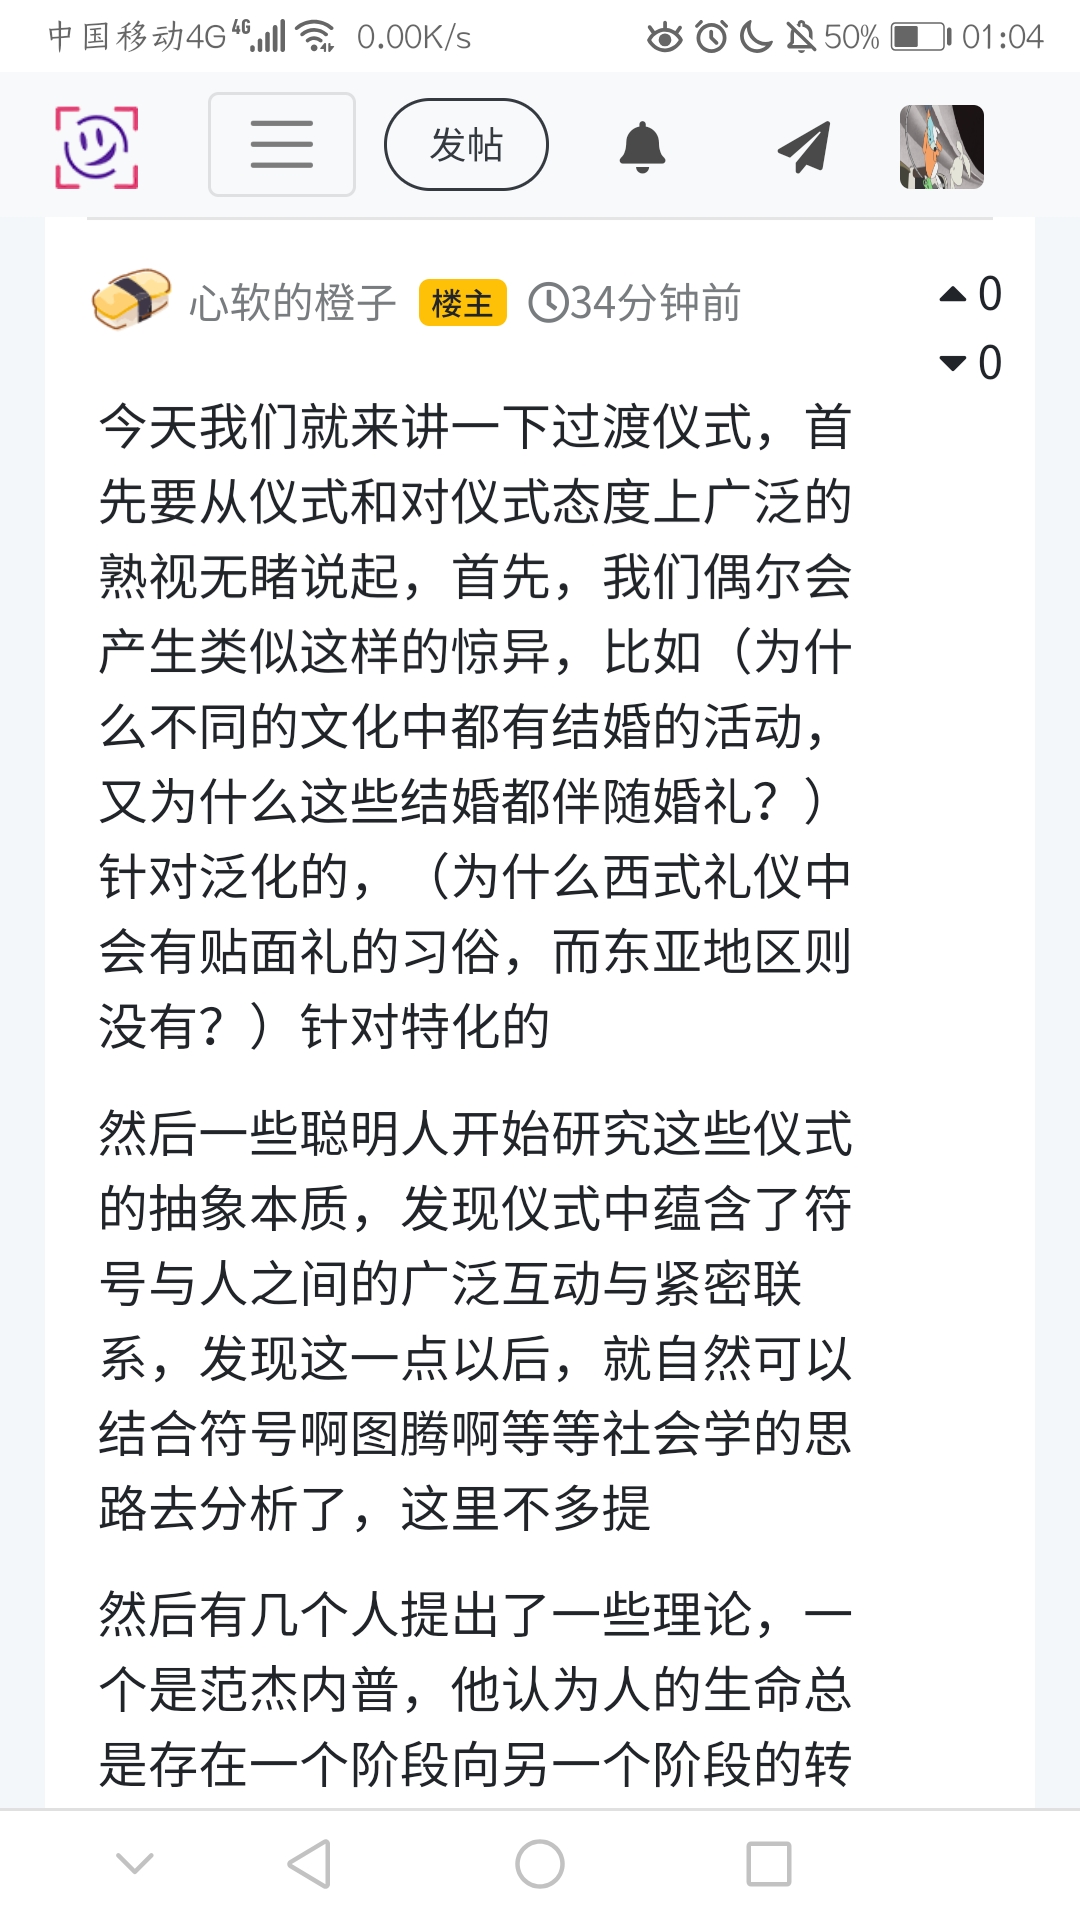 中国移动4G 4G 0.00K/s 50% 01:04
发帖
心软的橙子 楼主 34分钟前 0
0
今天我们就来讲一下过渡仪式，首
先要从仪式和对仪式态度上广泛的
熟视无睹说起，首先，我们偶尔会
产生类似这样的惊异，比如（为什
么不同的文化中都有结婚的活动，
又为什么这些结婚都伴随婚礼？）
针对泛化的，（为什么西式礼仪中
会有贴面礼的习俗，而东亚地区则
没有？）针对特化的
然后一些聪明人开始研究这些仪式
的抽象本质，发现仪式中蕴含了符
号与人之间的广泛互动与紧密联
系，发现这一点以后，就自然可以
结合符号啊图腾啊等等社会学的思
路去分析了，这里不多提
然后有几个人提出了一些理论，一
个是范杰内普，他认为人的生命总
是存在一个阶段向另一个阶段的转